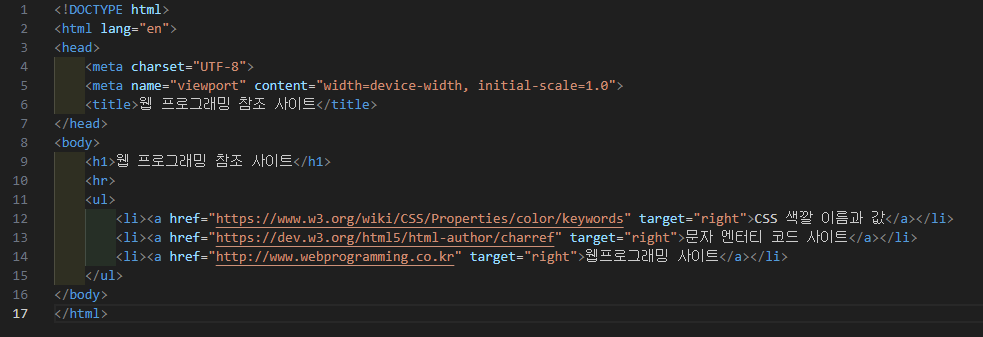 1 <!DOCTYPE html>
2 <html lang="en">
3 <head>
4 <meta charset="UTF-8">
5 <meta name="viewport" content="width=device-width, initial-scale=1.0">
6 <title>웹 프로그래밍 참조 사이트</title>
7 </head>
8 <body>
9 <h1>웹 프로그래밍 참조 사이트</h1>
10 <hr>
11 <ul>
12 <li><a href="https://www.w3.org/wiki/CSS/Properties/color/keywords" target="right">CSS 색깔 이름과 값</a></li>
13 <li><a href="https://dev.w3.org/html5/html-author/charref" target="right">문자 엔터티 코드 사이트</a></li>
14 <li><a href="http://www.webprogramming.co.kr" target="right">웹프로그래밍 사이트</a></li>
15 </ul>
16 </body>
17 </html>